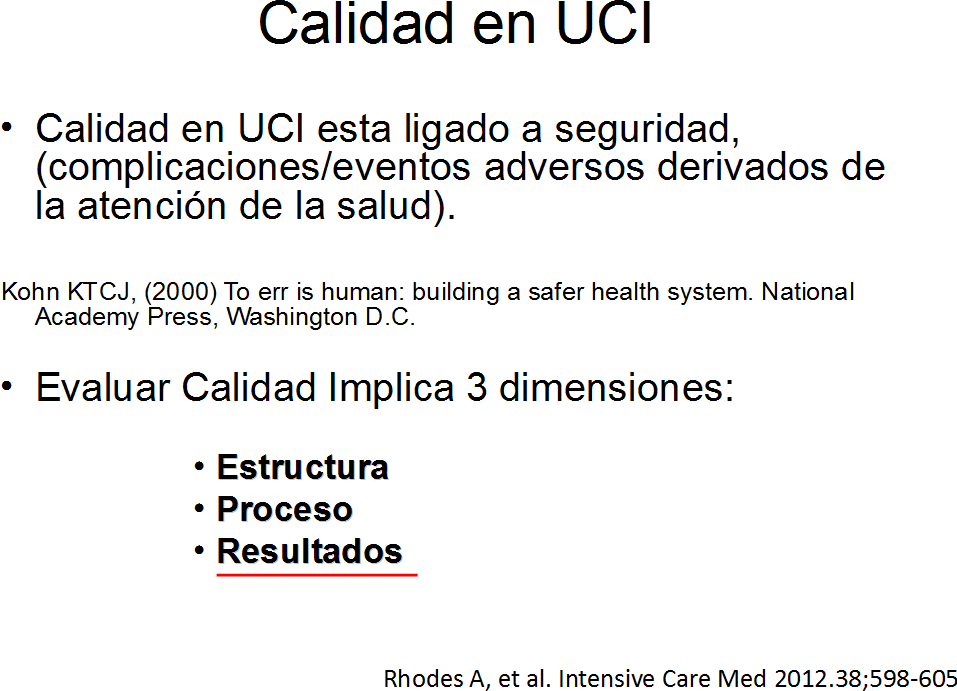 Calidad en UCI
• Calidad en UCI esta ligado a seguridad,
(complicaciones/eventos adversos derivados de
la atención de la salud).
Kohn KTCJ, (2000) To err is human: building a safer health system. National
Academy Press, Washington D.C.
• Evaluar Calidad Implica 3 dimensiones:
• Estructura
• Proceso
• Resultados
Rhodes A, et al. Intensive Care Med 2012.38;598-605